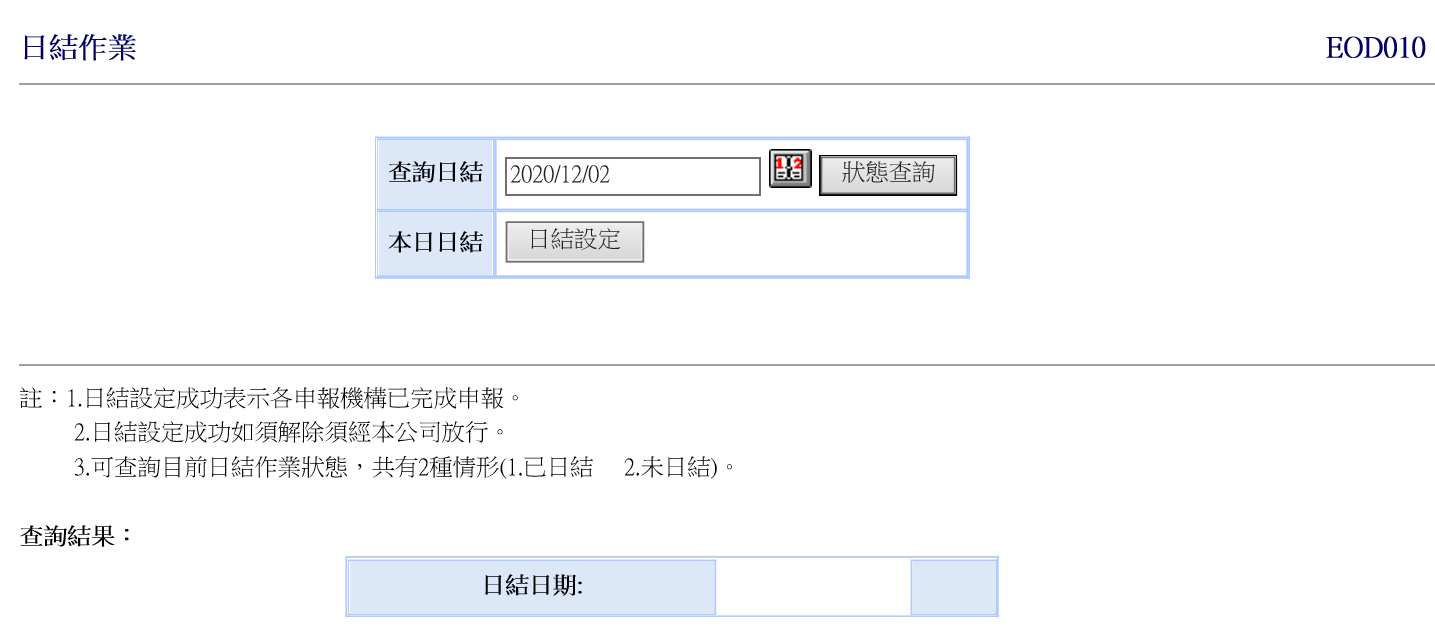 日結作業 EOD010
查詢日結 2020/12/02 狀態查詢
本日日結 日結設定
註：1.日結設定成功表示各申報機構已完成申報。
2.日結設定成功如須解除須經本公司放行。
3.可查詢目前日結作業狀態，共有2種情形(1.已日結 2.未日結)。
查詢結果：
日結日期: